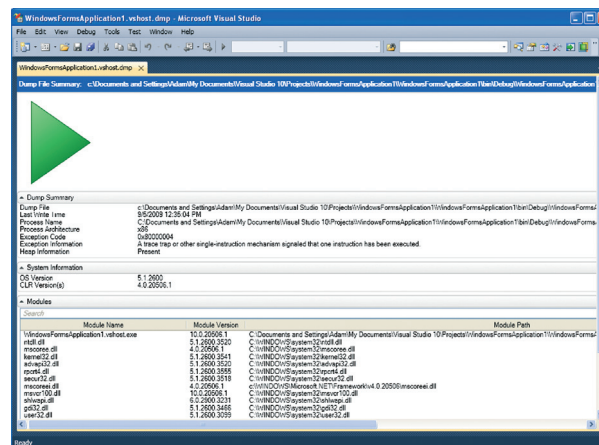 WindowsFormsApplication1.vshost.dmp - Microsoft Visual Studio
File Edit View Debug Tools Test Window Help
WindowsFormsApplication1.vshost.dmp
Dump File Summary: c:\Documents and Settings\Adam\My Documents\Visual Studio 10\Projects\WindowsFormsApplication1\WindowsFormsApplication1\bin\Debug\WindowsFormsApplication
Dump Summary
Dump File c:\Documents and Settings\Adam\My Documents\Visual Studio 10\Projects\WindowsFormsApplication1\WindowsFormsApplication1\bin\Debug\WindowsFormsA
Last Write Time 9/5/2009 12:35:04 PM
Process Name C:\Documents and Settings\Adam\My Documents\Visual Studio 10\Projects\WindowsFormsApplication1\WindowsFormsApplication1\bin\Debug\WindowsFormsA
Process Architecture x86
Exception Code 0x80000004
Exception Information A trace trap or other single-instruction mechanism signaled that one instruction has been executed.
Heap Information Present
System Information
OS Version 5.1.2600
CLR Version(s) 4.0.20506.1
Modules
Search
Module Name Module Version Module Path
WindowsFormsApplication1.vshost.exe 10.0.20506.1 C:\Documents and Settings\Adam\My Documents\Visual Studio 10\Projects\WindowsFormsApplication1\WindowsFormsA
ntdll.dll 5.1.2600.3520 C:\WINDOWS\system32\ntdll.dll
mscoree.dll 4.0.20506.1 C:\WINDOWS\system32\mscoree.dll
kernel32.dll 5.1.2600.3541 C:\WINDOWS\system32\kernel32.dll
advapi32.dll 5.1.2600.3520 C:\WINDOWS\system32\advapi32.dll
rpcrt4.dll 5.1.2600.3555 C:\WINDOWS\system32\rpcrt4.dll
secur32.dll 5.1.2600.3518 C:\WINDOWS\system32\secur32.dll
mscoreei.dll 4.0.20506.1 c:\WINDOWS\Microsoft.NET\Framework\v4.0.20506\mscoreei.dll
msvcr100.dll 10.0.20506.1 C:\WINDOWS\system32\msvcr100.dll
shlwapi.dll 6.0.2900.3231 C:\WINDOWS\system32\shlwapi.dll
gdi32.dll 5.1.2600.3466 C:\WINDOWS\system32\gdi32.dll
user32.dll 5.1.2600.3099 C:\WINDOWS\system32\user32.dll
Ready